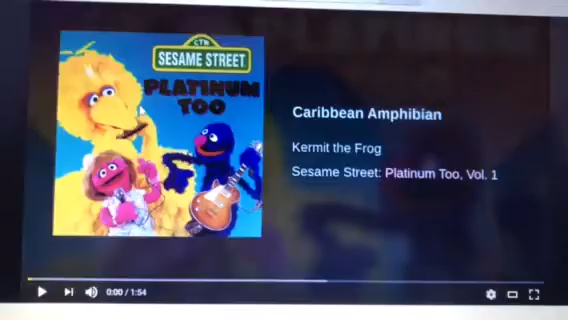 CTW
SESAME STREET
PLATINUM
TOO
Caribbean Amphibian
Kermit the Frog
Sesame Street: Platinum Too, Vol. 1
0:00 / 1:54